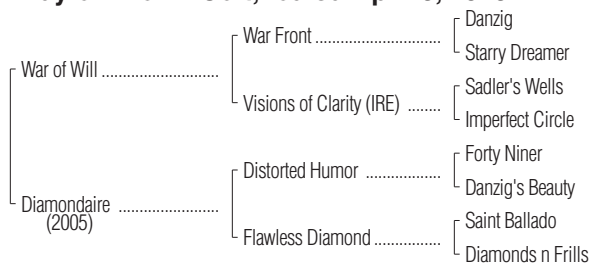 Danzig
War Front ............................
Starry Dreamer
War of Will .................................
Sadler's Wells
Visions of Clarity (IRE) ........
Imperfect Circle
Forty Niner
Distorted Humor ..................
Danzig's Beauty
Diamondaire ............................
(2005)
Saint Ballado
Flawless Diamond ................
Diamonds n Frills